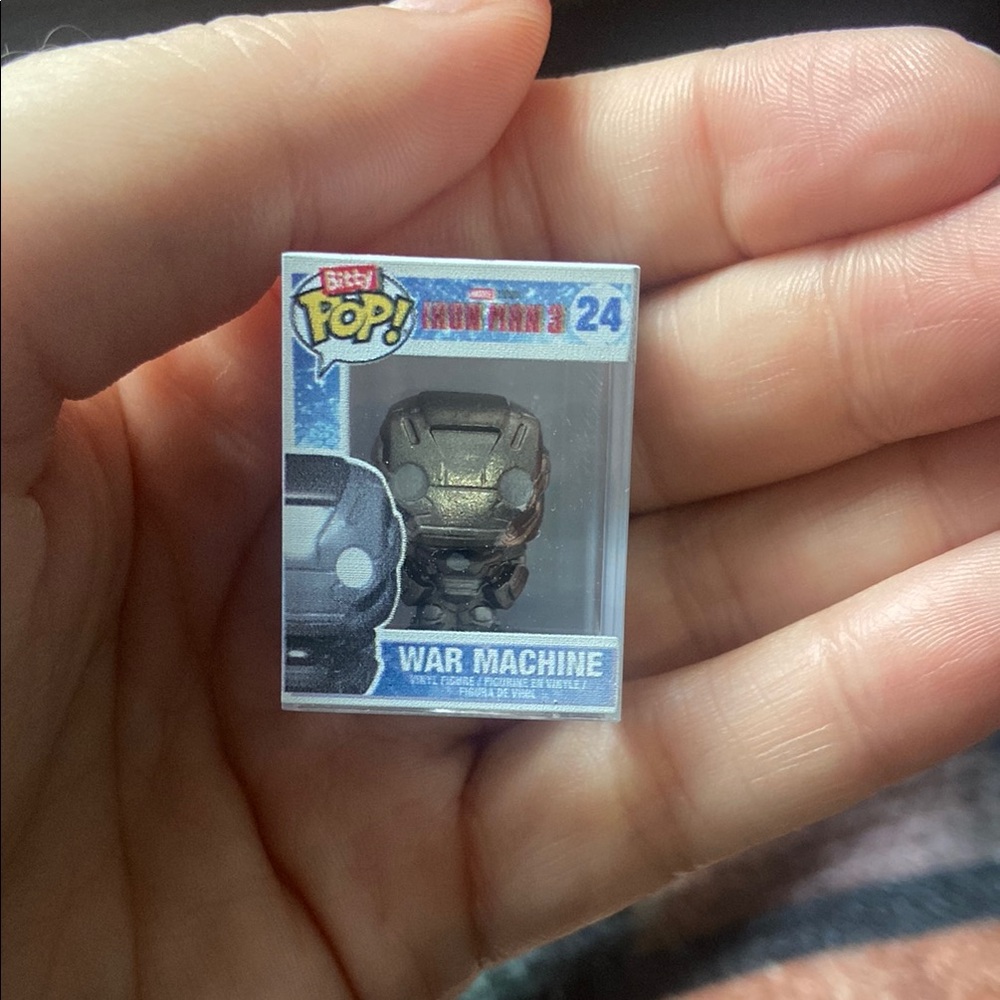 Bitty
POP!
MARVEL
IRON MAN 3
24
WAR MACHINE
VINYL FIGURE / FIGURINE EN VINYLE /
FIGURA DE VINIL